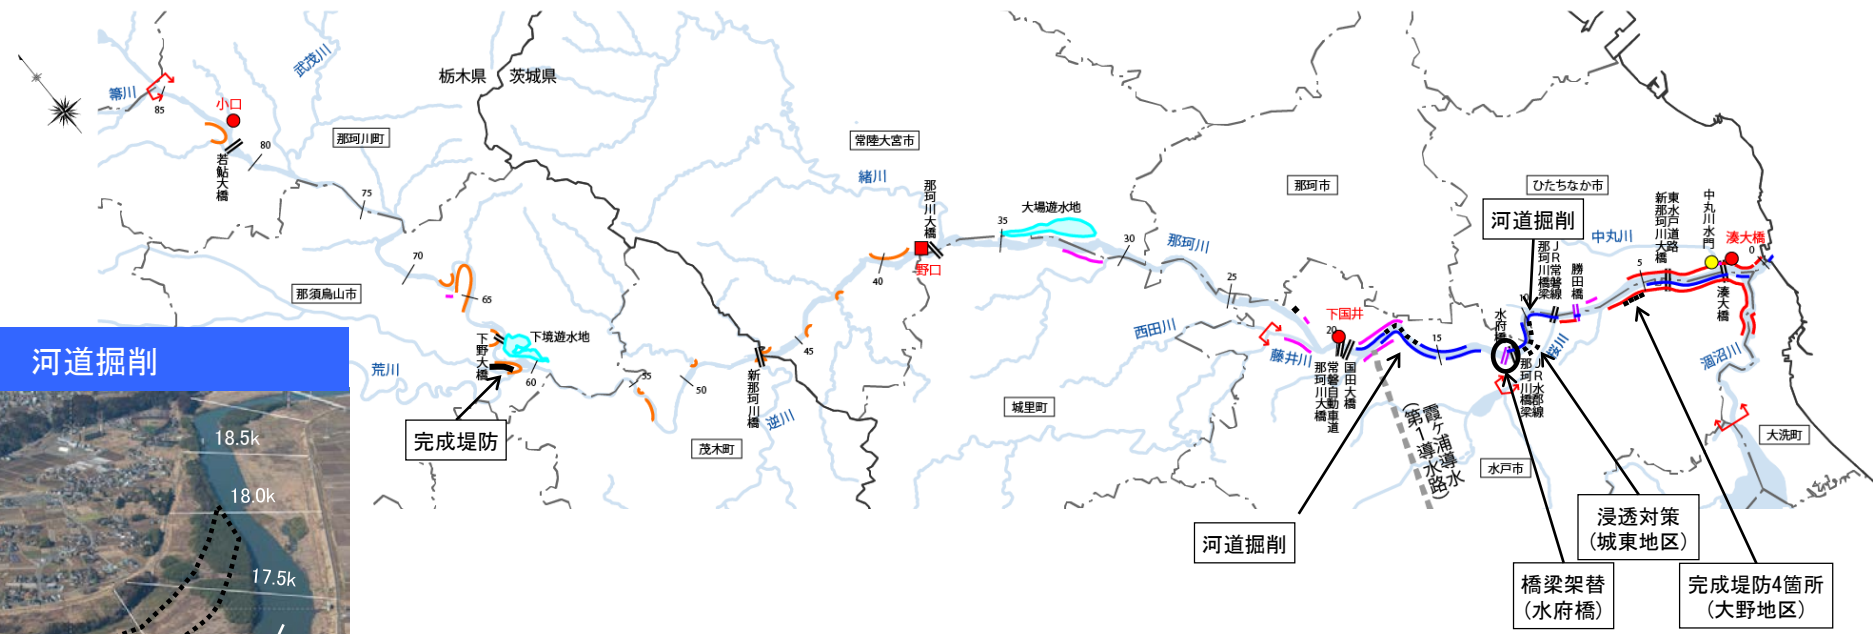 栃木県 茨城県
武茂川
箒川
85
小口
80
若鮎大橋
那珂川町
75
70
那須烏山市
65
下野大橋
下境遊水地
60
荒川
完成堤防
55
50
新那珂川橋
逆川
茂木町
45
40
常陸大宮市
緒川
那珂川大橋
野口
35
大場遊水地
30
那珂川
25
那珂市
西田川
藤井川
下国井
20
那珂川大橋
常磐自動車道
国田大橋
城里町
15
霞ヶ浦導水
(第1導水路)
河道掘削
水府橋
10
河道掘削
那珂川橋梁
JR常磐線
勝田橋
桜川
那珂川橋梁
JR水郡線
水戸市
ひたちなか市
中丸川
新那珂川大橋
東水戸道路
5
中丸川水門
湊大橋
0
湊大橋
涸沼川
大洗町
浸透対策
(城東地区)
橋梁架替
(水府橋)
完成堤防4箇所
(大野地区)
河道掘削
18.5k
18.0k
17.5k